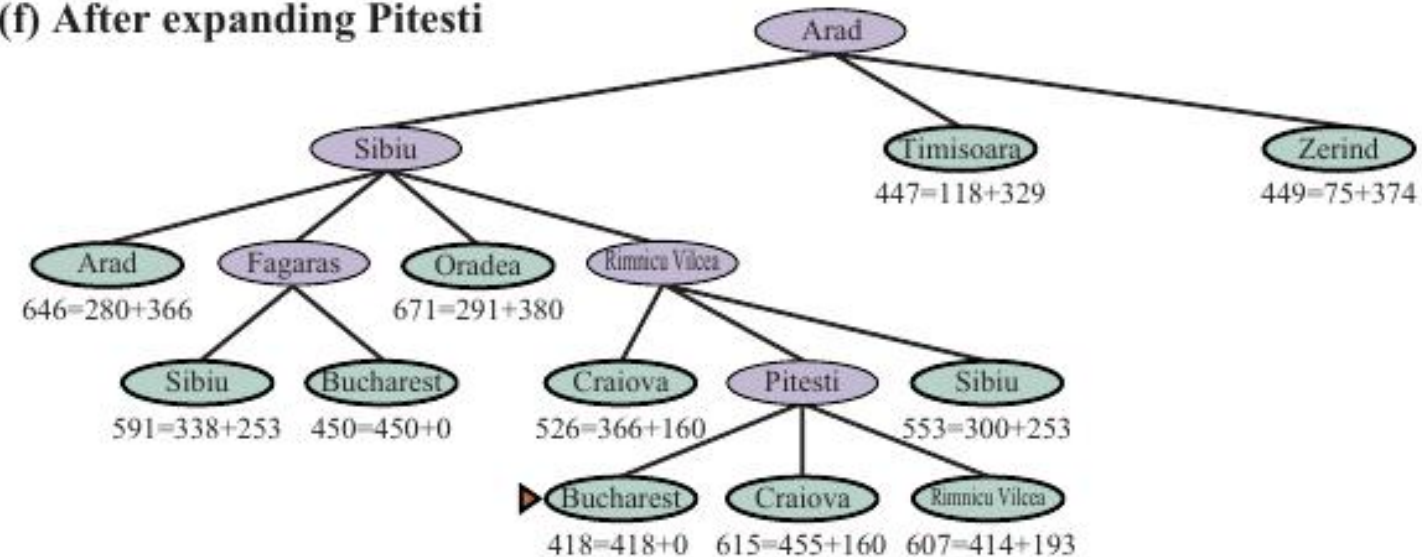 (f) After expanding Pitesti
Arad
Sibiu
Timisoara
Zerind
447=118+329
449=75+374
Arad
Fagaras
Oradea
Rimnicu Vilcea
646=280+366
671=291+380
Sibiu
Bucharest
Craiova
Pitesti
Sibiu
591=338+253
450=450+0
526=366+160
553=300+253
Bucharest
Craiova
Rimnicu Vilcea
418=418+0
615=455+160
607=414+193